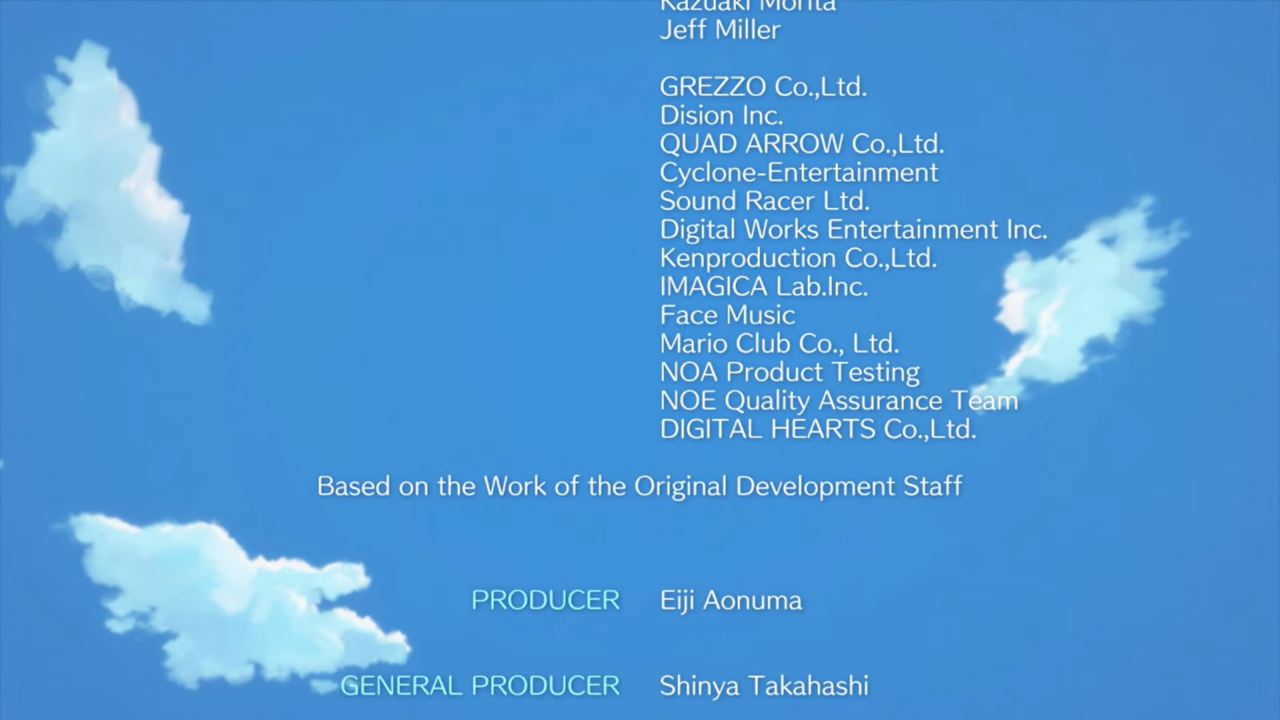 Kazuaki Morita
Jeff Miller
GREZZO Co.,Ltd.
Dision Inc.
QUAD ARROW Co.,Ltd.
Cyclone-Entertainment
Sound Racer Ltd.
Digital Works Entertainment Inc.
Kenproduction Co.,Ltd.
IMAGICA Lab.Inc.
Face Music
Mario Club Co., Ltd.
NOA Product Testing
NOE Quality Assurance Team
DIGITAL HEARTS Co.,Ltd.
Based on the Work of the Original Development Staff
PRODUCER Eiji Aonuma
GENERAL PRODUCER Shinya Takahashi